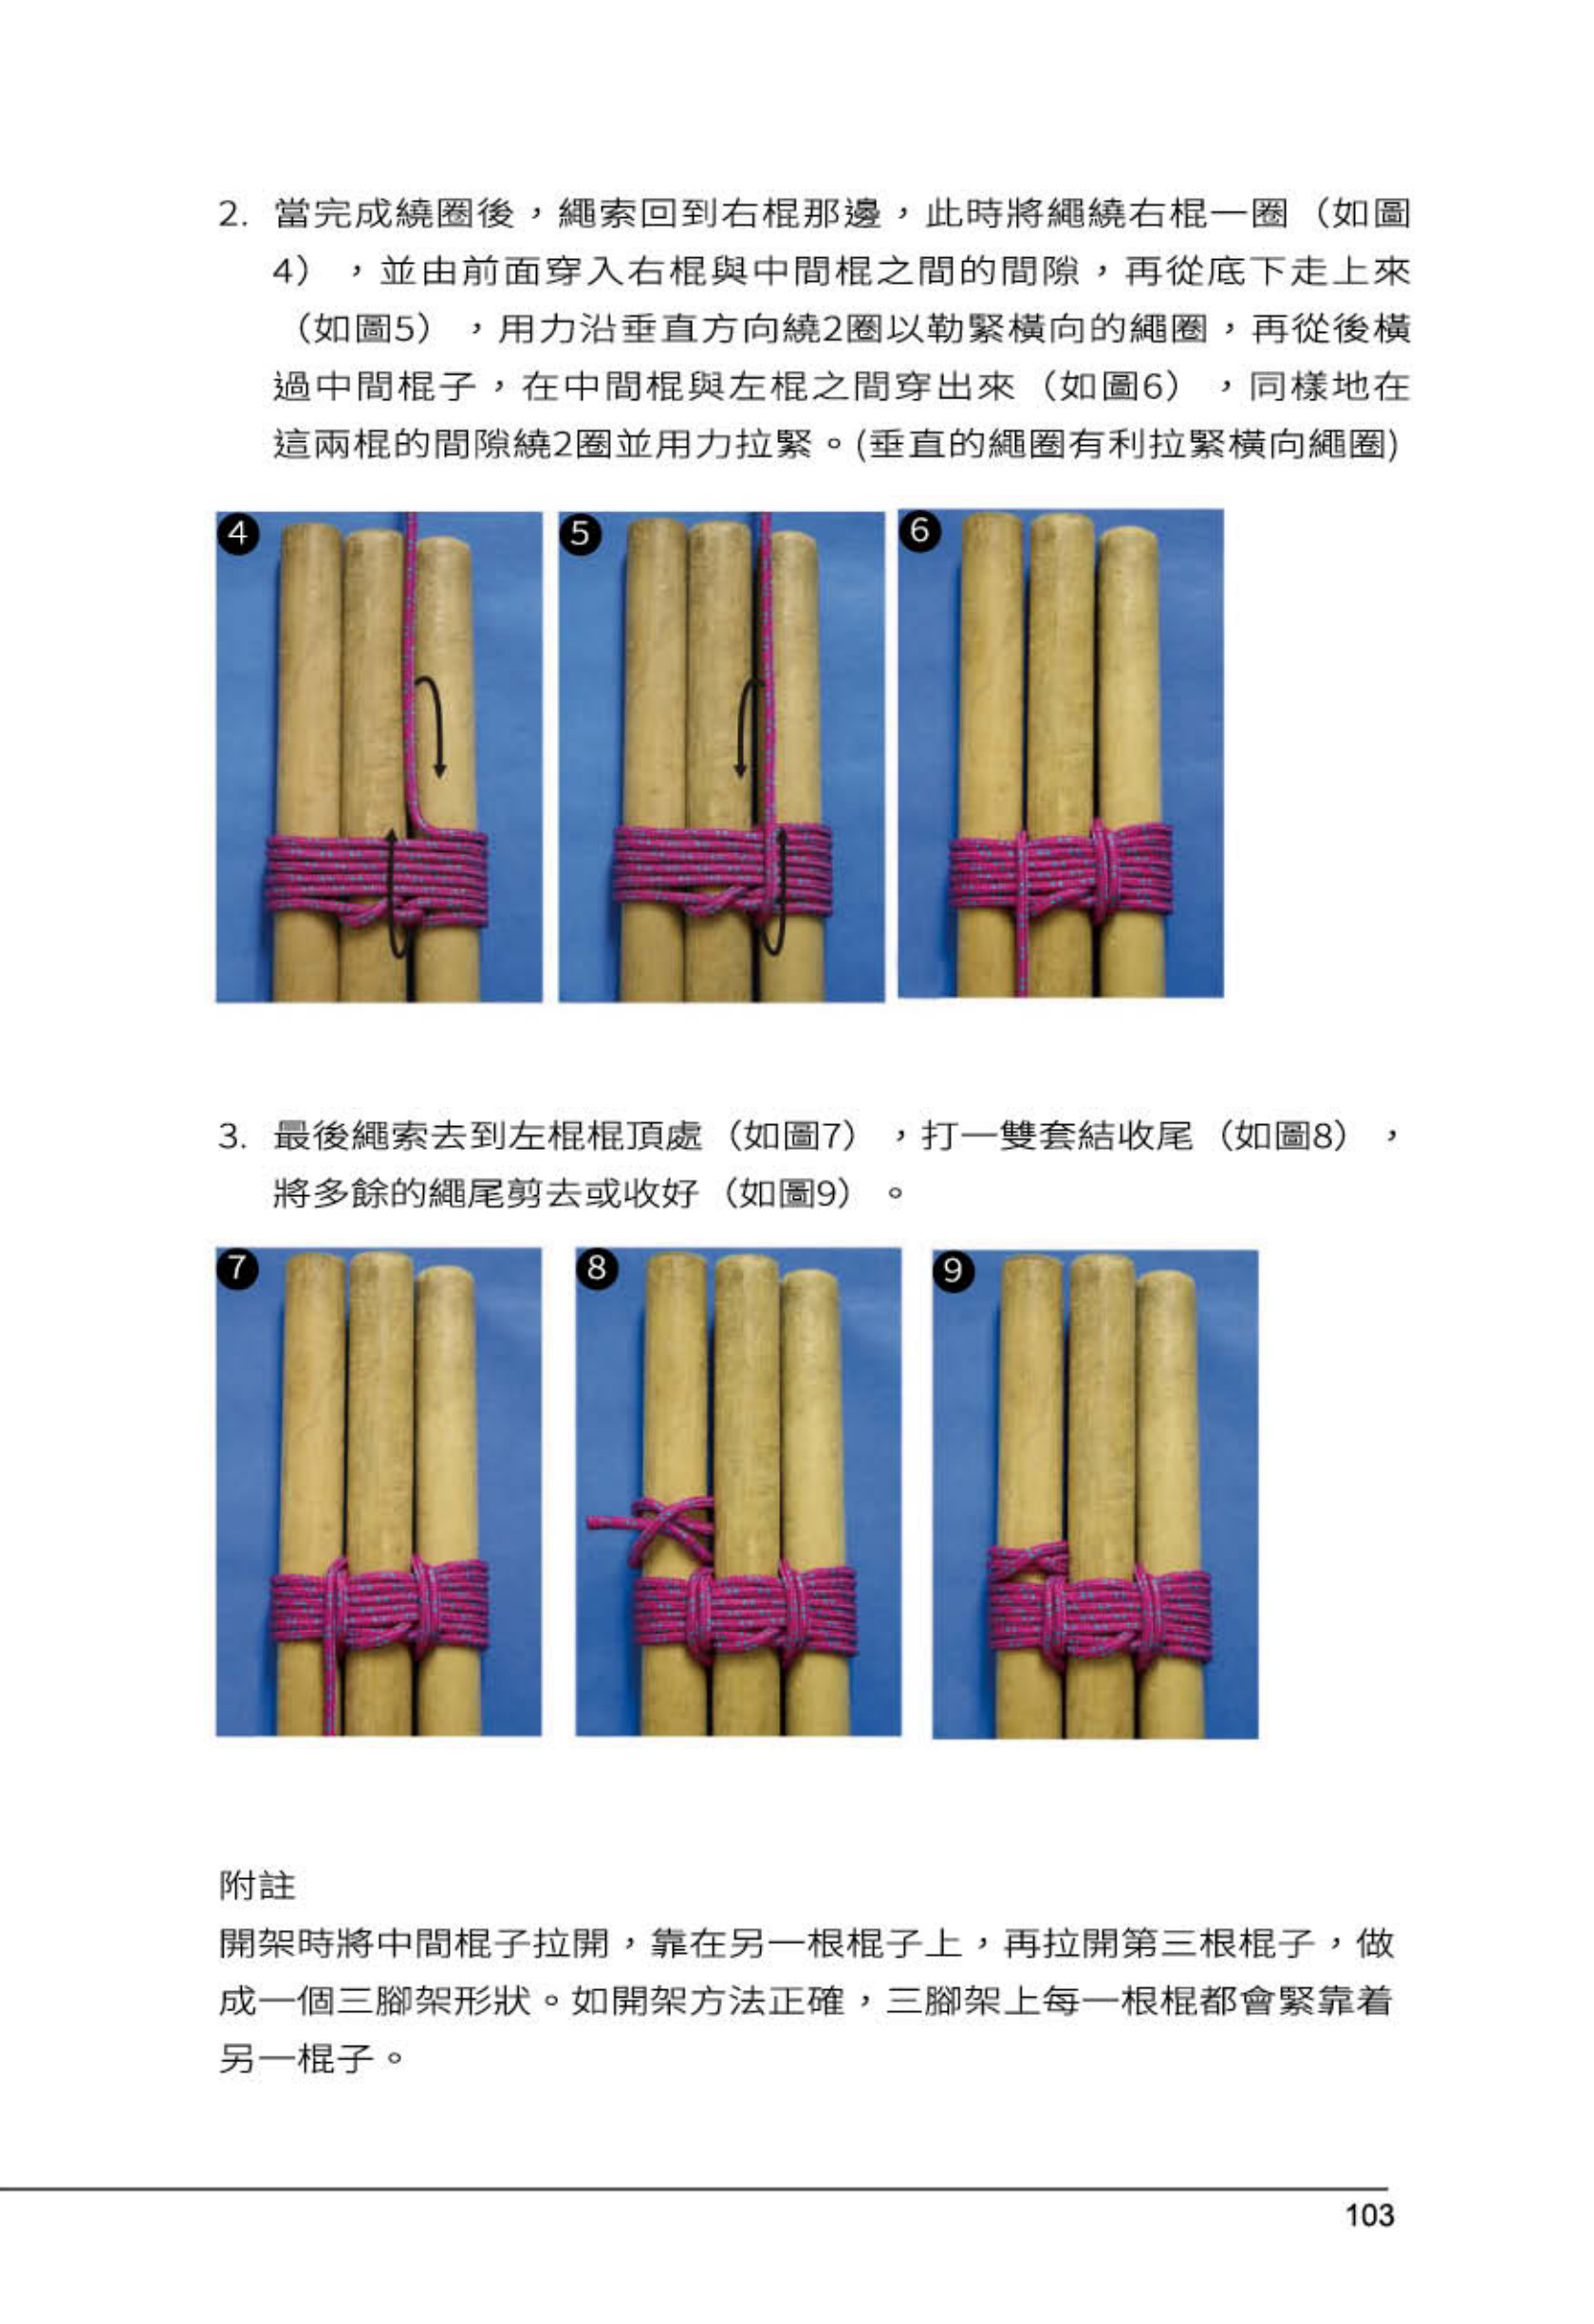 2. 當完成繞圈後，繩索回到右棍那邊，此時將繩繞右棍一圈（如圖
4），並由前面穿入右棍與中間棍之間的間隙，再從底下走上來
（如圖5），用力沿垂直方向繞2圈以勒緊橫向的繩圈，再從後橫
過中間棍子，在中間棍與左棍之間穿出來（如圖6），同樣地在
這兩棍的間隙繞2圈並用力拉緊。(垂直的繩圈有利拉緊橫向繩圈)
4
5
6
3. 最後繩索去到左棍棍頂處（如圖7），打一雙套結收尾（如圖8），
將多餘的繩尾剪去或收好（如圖9）。
7
8
9
附註
開架時將中間棍子拉開，靠在另一根棍子上，再拉開第三根棍子，做
成一個三腳架形狀。如開架方法正確，三腳架上每一根棍都會緊靠着
另一棍子。
103